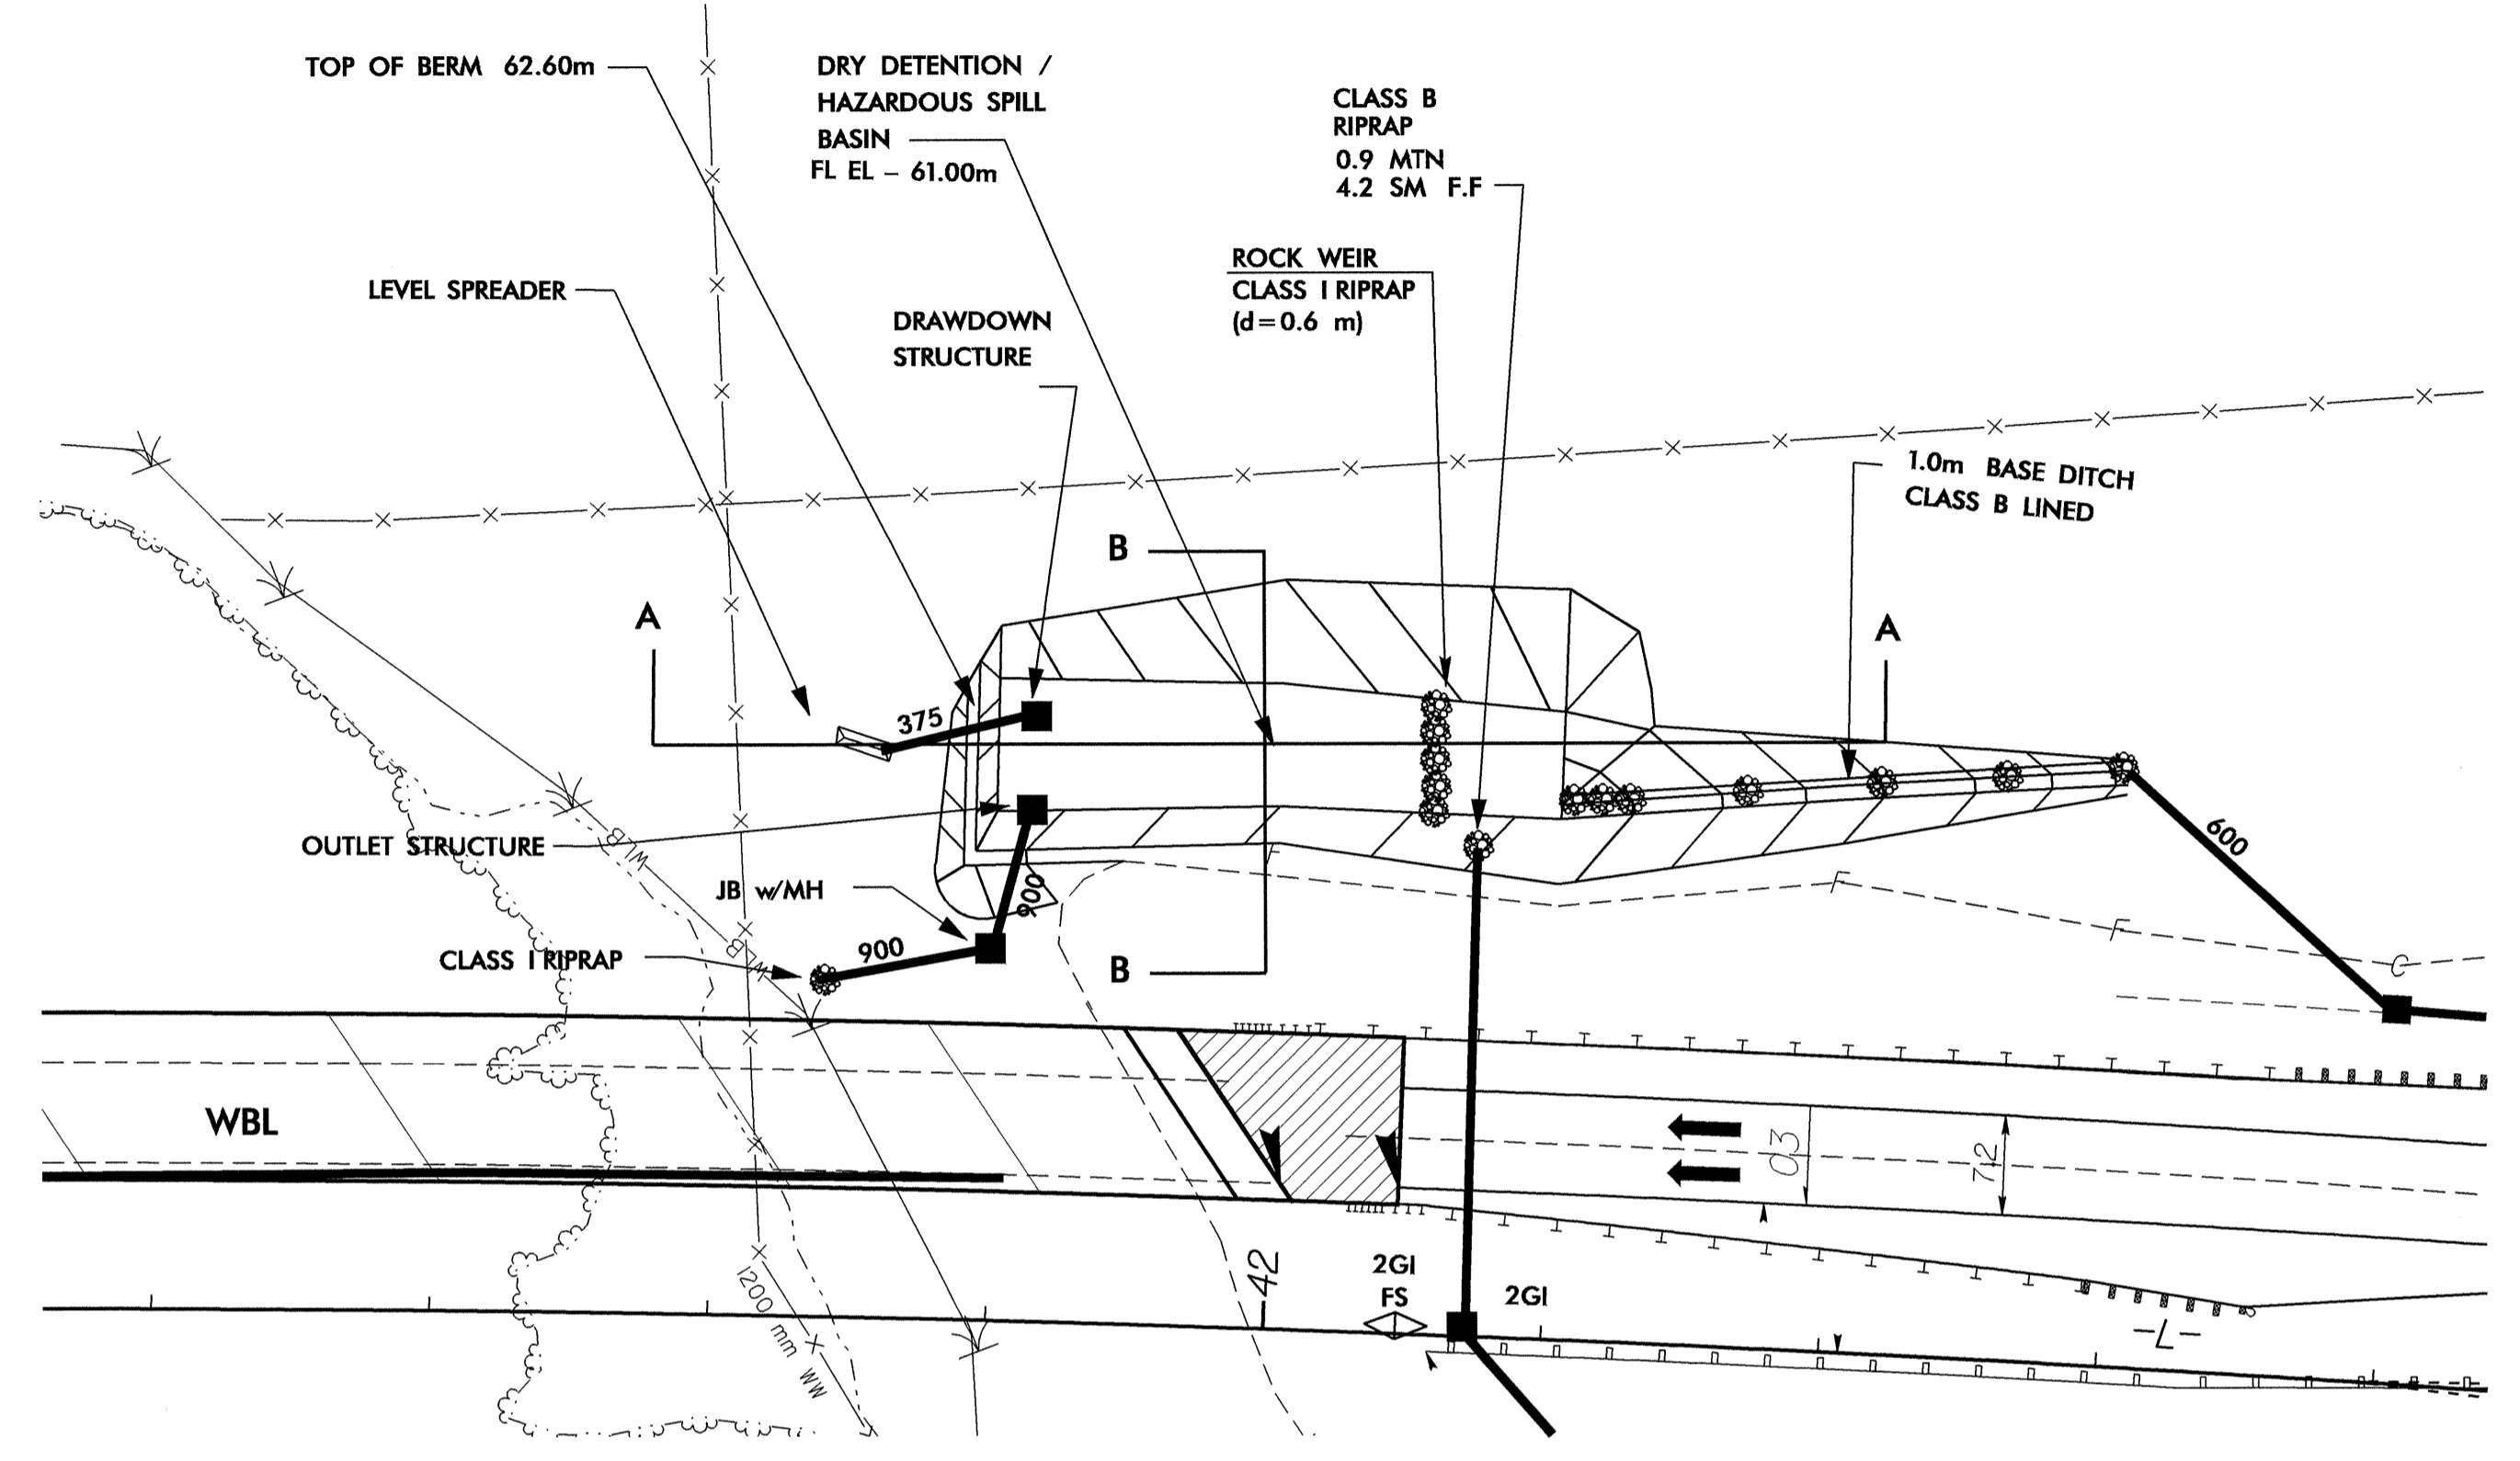 TOP OF BERM 62.60m
DRY DETENTION /
HAZARDOUS SPILL
BASIN
FL EL – 61.00m
CLASS B
RIPRAP
0.9 MTN
4.2 SM F.F
LEVEL SPREADER
DRAWDOWN
STRUCTURE
ROCK WEIR
CLASS I RIPRAP
(d=0.6 m)
1.0m BASE DITCH
CLASS B LINED
B
A
A
375
OUTLET STRUCTURE
600
JB w/MH
900
900
CLASS I RIPRAP
B
F
F
F
C
WBL
7.2
42
2GI
FS
2GI
-L-
1200 mm WW